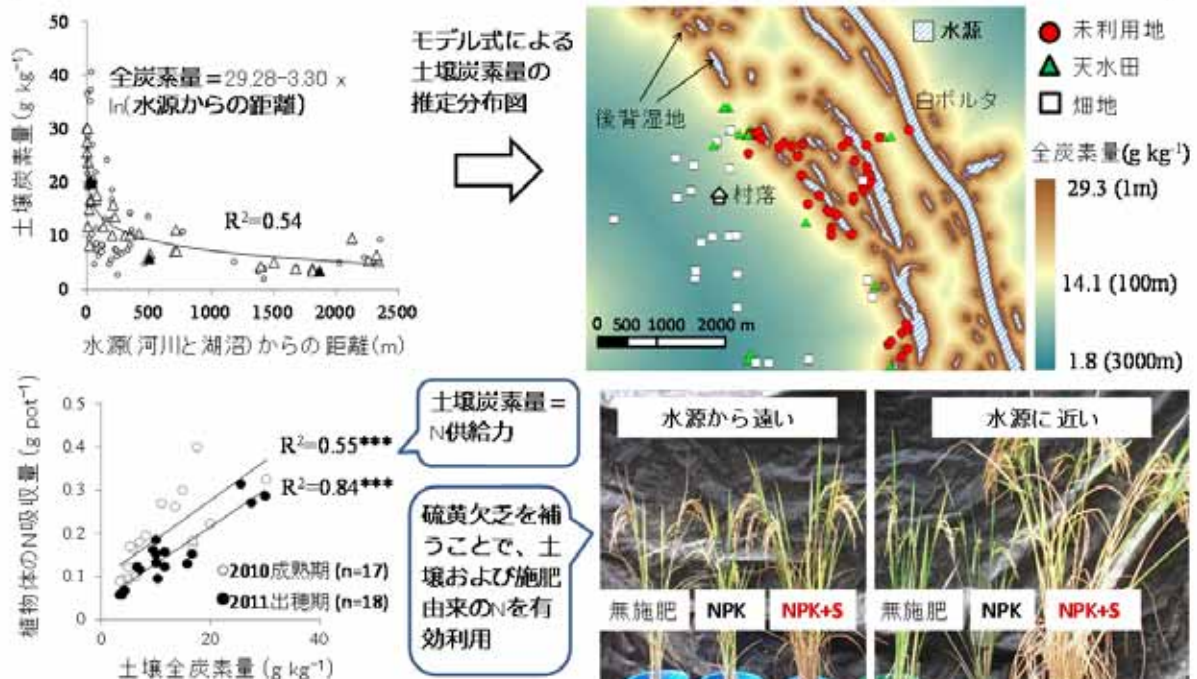 土壌炭素量 (g kg⁻¹)
50
40
30
20
10
0
全炭素量=29.28-3.30 x
ln(水源からの距離)
R²=0.54
0 500 1000 1500 2000 2500
水源(河川と湖沼)からの距離(m)
モデル式による
土壌炭素量の
推定分布図
水源
後背湿地
白ボルタ
村落
0 500 1000 2000 m
未利用地
天水田
畑地
全炭素量(g kg⁻¹)
29.3 (1m)
14.1 (100m)
1.8 (3000m)
植物体のN吸収量 (g pot⁻¹)
0.5
0.4
0.3
0.2
0.1
0
R²=0.55***
R²=0.84***
2010成熟期 (n=17)
2011出穂期 (n=18)
0 20 40
土壌全炭素量 (g kg⁻¹)
土壌炭素量=
N供給力
硫黄欠乏を補
うことで、土
壌および施肥
由来のNを有
効利用
水源から遠い
無施肥 NPK NPK+S
水源に近い
無施肥 NPK NPK+S